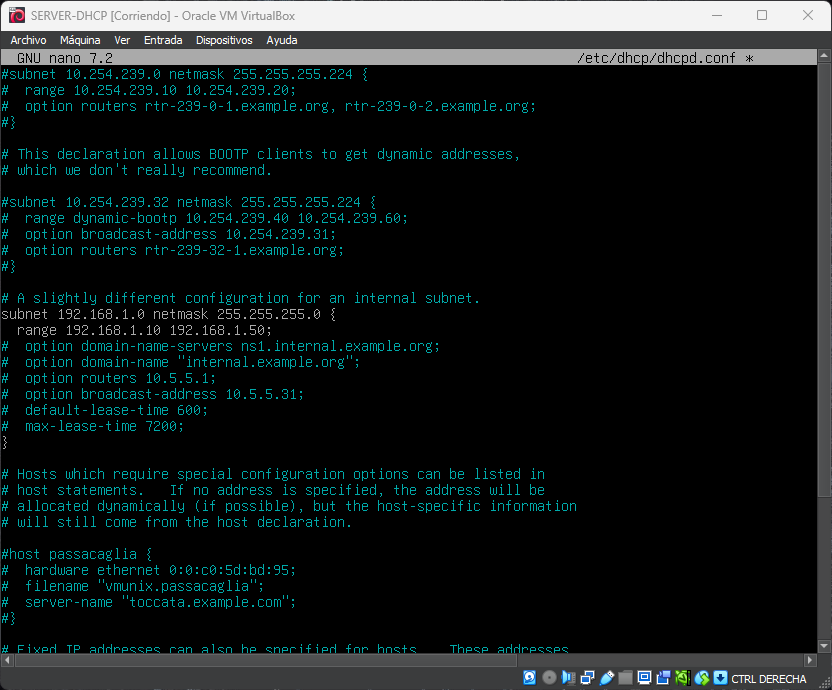 SERVER-DHCP [Corriendo] - Oracle VM VirtualBox
Archivo Máquina Ver Entrada Dispositivos Ayuda
GNU nano 7.2 /etc/dhcp/dhcpd.conf *
#subnet 10.254.239.0 netmask 255.255.255.224 {
#  range 10.254.239.10 10.254.239.20;
#  option routers rtr-239-0-1.example.org, rtr-239-0-2.example.org;
#}
# This declaration allows BOOTP clients to get dynamic addresses,
# which we don't really recommend.
#subnet 10.254.239.32 netmask 255.255.255.224 {
#  range dynamic-bootp 10.254.239.40 10.254.239.60;
#  option broadcast-address 10.254.239.31;
#  option routers rtr-239-32-1.example.org;
#}
# A slightly different configuration for an internal subnet.
subnet 192.168.1.0 netmask 255.255.255.0 {
  range 192.168.1.10 192.168.1.50;
#  option domain-name-servers ns1.internal.example.org;
#  option domain-name "internal.example.org";
#  option routers 10.5.5.1;
#  option broadcast-address 10.5.5.31;
#  default-lease-time 600;
#  max-lease-time 7200;
}
# Hosts which require special configuration options can be listed in
# host statements.   If no address is specified, the address will be
# allocated dynamically (if possible), but the host-specific information
# will still come from the host declaration.
#host passacaglia {
#  hardware ethernet 0:0:c0:5d:bd:95;
#  filename "vmunix.passacaglia";
#  server-name "toccata.example.com";
#}
# Fixed IP addresses can also be specified for hosts.   These addresses
CTRL DERECHA